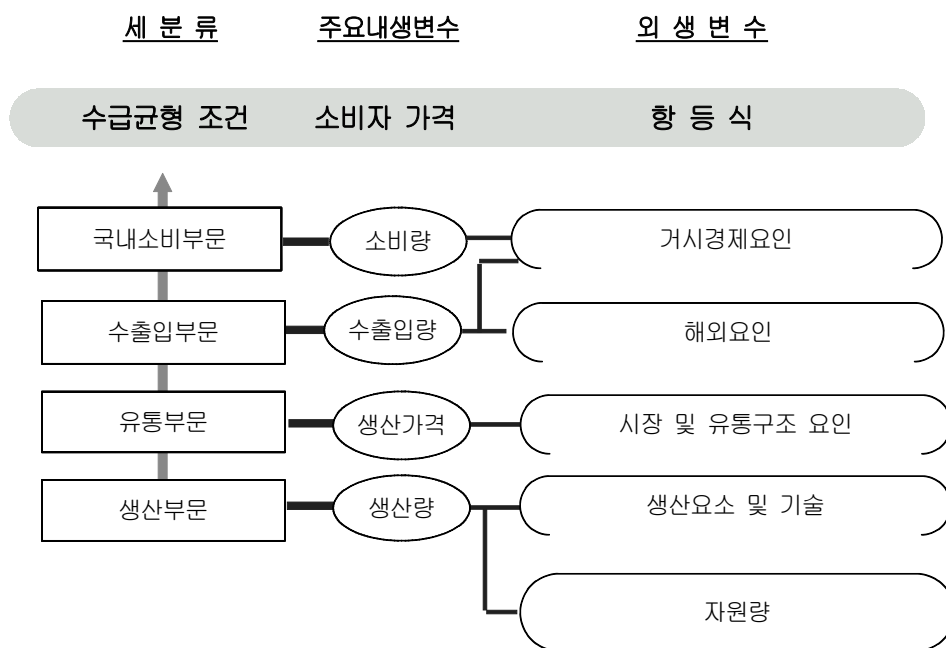 세 분 류 주요내생변수 외 생 변 수
수급균형 조건 소비자 가격 항 등 식
국내소비부문 소비량 거시경제요인
수출입부문 수출입량 해외요인
유통부문 생산가격 시장 및 유통구조 요인
생산부문 생산량 생산요소 및 기술
자원량